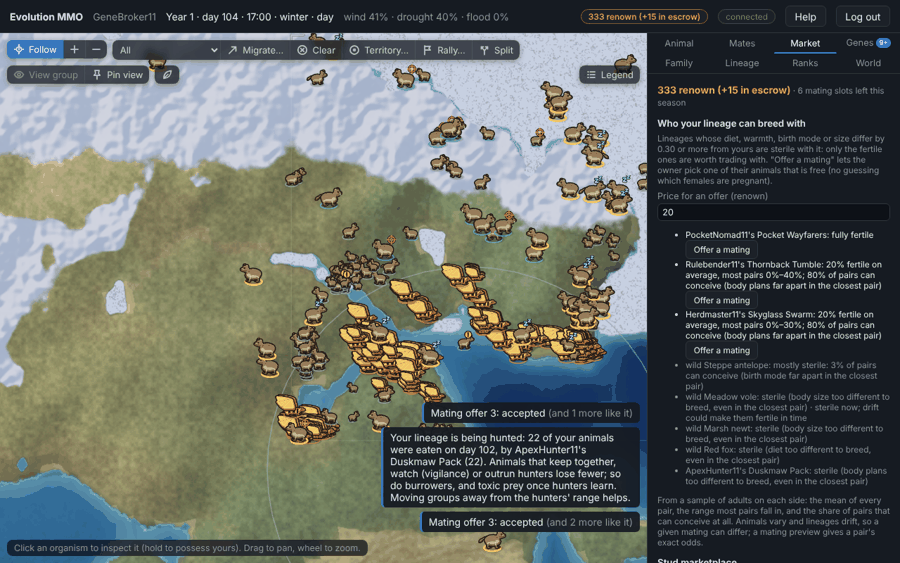 Evolution MMO GeneBroker11 Year 1 · day 104 · 17:00 · winter · day wind 41% · drought 40% · flood 0% 333 renown (+15 in escrow) connected Help Log out
Follow + − All Migrate... Clear Territory... Rally... Split
View group Pin view Legend
Animal Mates Market Genes 9+
Family Lineage Ranks World
333 renown (+15 in escrow) · 6 mating slots left this
season
Who your lineage can breed with
Lineages whose diet, warmth, birth mode or size differ by
0.30 or more from yours are sterile with it: only the fertile
ones are worth trading with. "Offer a mating" lets the
owner pick one of their animals that is free (no guessing
which females are pregnant).
Price for an offer (renown)
20
PocketNomad11's Pocket Wayfarers: fully fertile
Offer a mating
Rulebender11's Thornback Tumble: 20% fertile on
average, most pairs 0%–40%; 80% of pairs can
conceive (body plans far apart in the closest pair)
Offer a mating
Herdmaster11's Skyglass Swarm: 20% fertile on
average, most pairs 0%–30%; 80% of pairs can
conceive (body plans far apart in the closest pair)
Offer a mating
wild Steppe antelope: mostly sterile: 3% of pairs
can conceive (birth mode far apart in the closest
pair)
wild Meadow vole: sterile (body size too different to
breed, even in the closest pair) · sterile now; drift
could make them fertile in time
wild Marsh newt: sterile (body size too different to
breed, even in the closest pair)
wild Red fox: sterile (diet too different to breed,
even in the closest pair)
ApexHunter11's Duskmaw Pack: sterile (body plans
too different to breed, even in the closest pair)
From a sample of adults on each side: the mean of every
pair, the range most pairs fall in, and the share of pairs that
can conceive at all. Animals vary and lineages drift, so a
given mating can differ; a mating preview gives a pair's
exact odds.
Stud marketplace
Mating offer 3: accepted (and 1 more like it)
Your lineage is being hunted: 22 of your animals
were eaten on day 102, by ApexHunter11's
Duskmaw Pack (22). Animals that keep together,
watch (vigilance) or outrun hunters lose fewer; so
do burrowers, and toxic prey once hunters learn.
Moving groups away from the hunters' range helps.
Mating offer 3: accepted (and 2 more like it)
Click an organism to inspect it (hold to possess yours). Drag to pan, wheel to zoom.